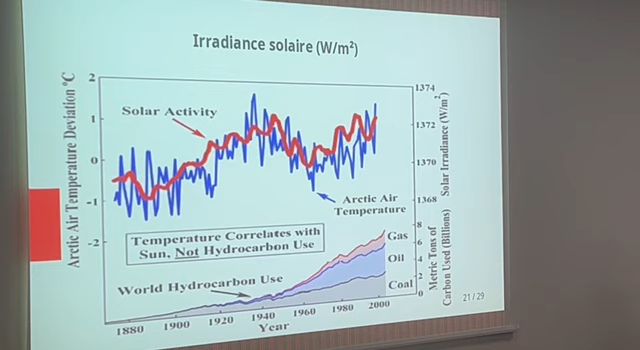 Irradiance solaire (W/m²)
Arctic Air Temperature Deviation °C
2
1
0
-1
-2
Solar Activity
Arctic Air
Temperature
1374
1372
1370
1368
Solar Irradiance (W/m²)
Temperature Correlates with
Sun, Not Hydrocarbon Use
World Hydrocarbon Use
Gas
Oil
Coal
8
6
4
2
0
Metric Tons of
Carbon Used (Billions)
1880
1900
1920
1940
1960
1980
2000
Year
21 / 29